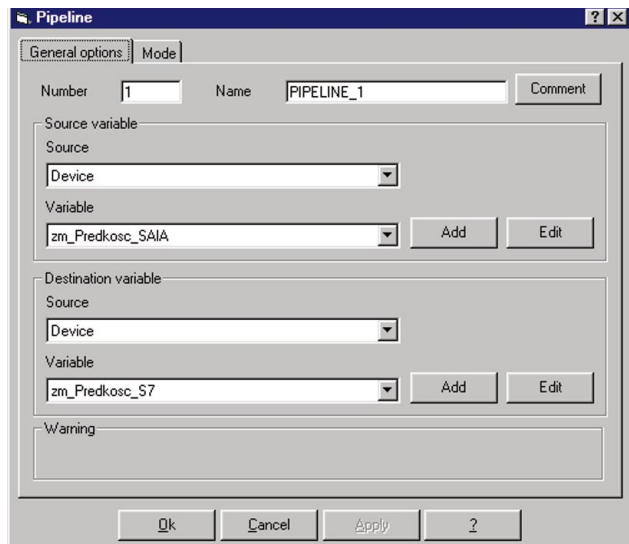 Pipeline
General options Mode
Number 1 Name PIPELINE_1 Comment
Source variable
Source
Device
Variable
zm_Predkosc_SAIA Add Edit
Destination variable
Source
Device
Variable
zm_Predkosc_S7 Add Edit
Warning
Ok Cancel Apply ?